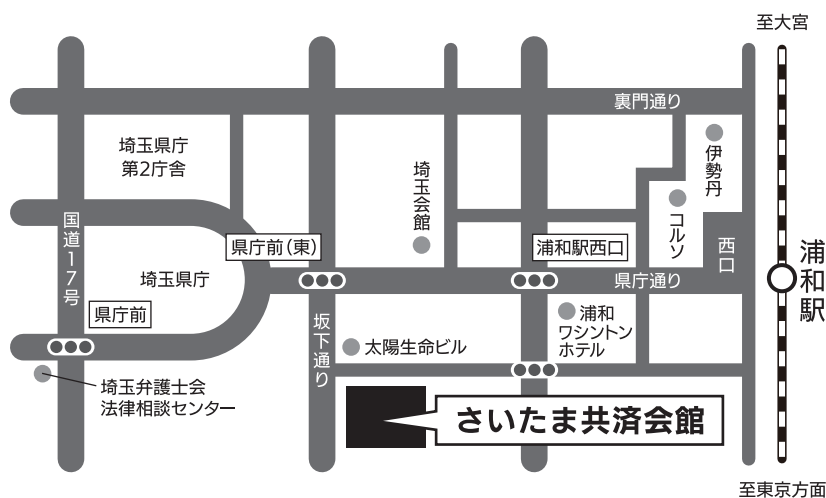 至大宮
裏門通り
埼玉県庁
第2庁舎
伊勢丹
埼玉会館
コルソ
国道17号
県庁前（東）
浦和駅西口
西口
浦和駅
埼玉県庁
県庁通り
県庁前
坂下通り
浦和
ワシントン
ホテル
太陽生命ビル
埼玉弁護士会
法律相談センター
さいたま共済会館
至東京方面